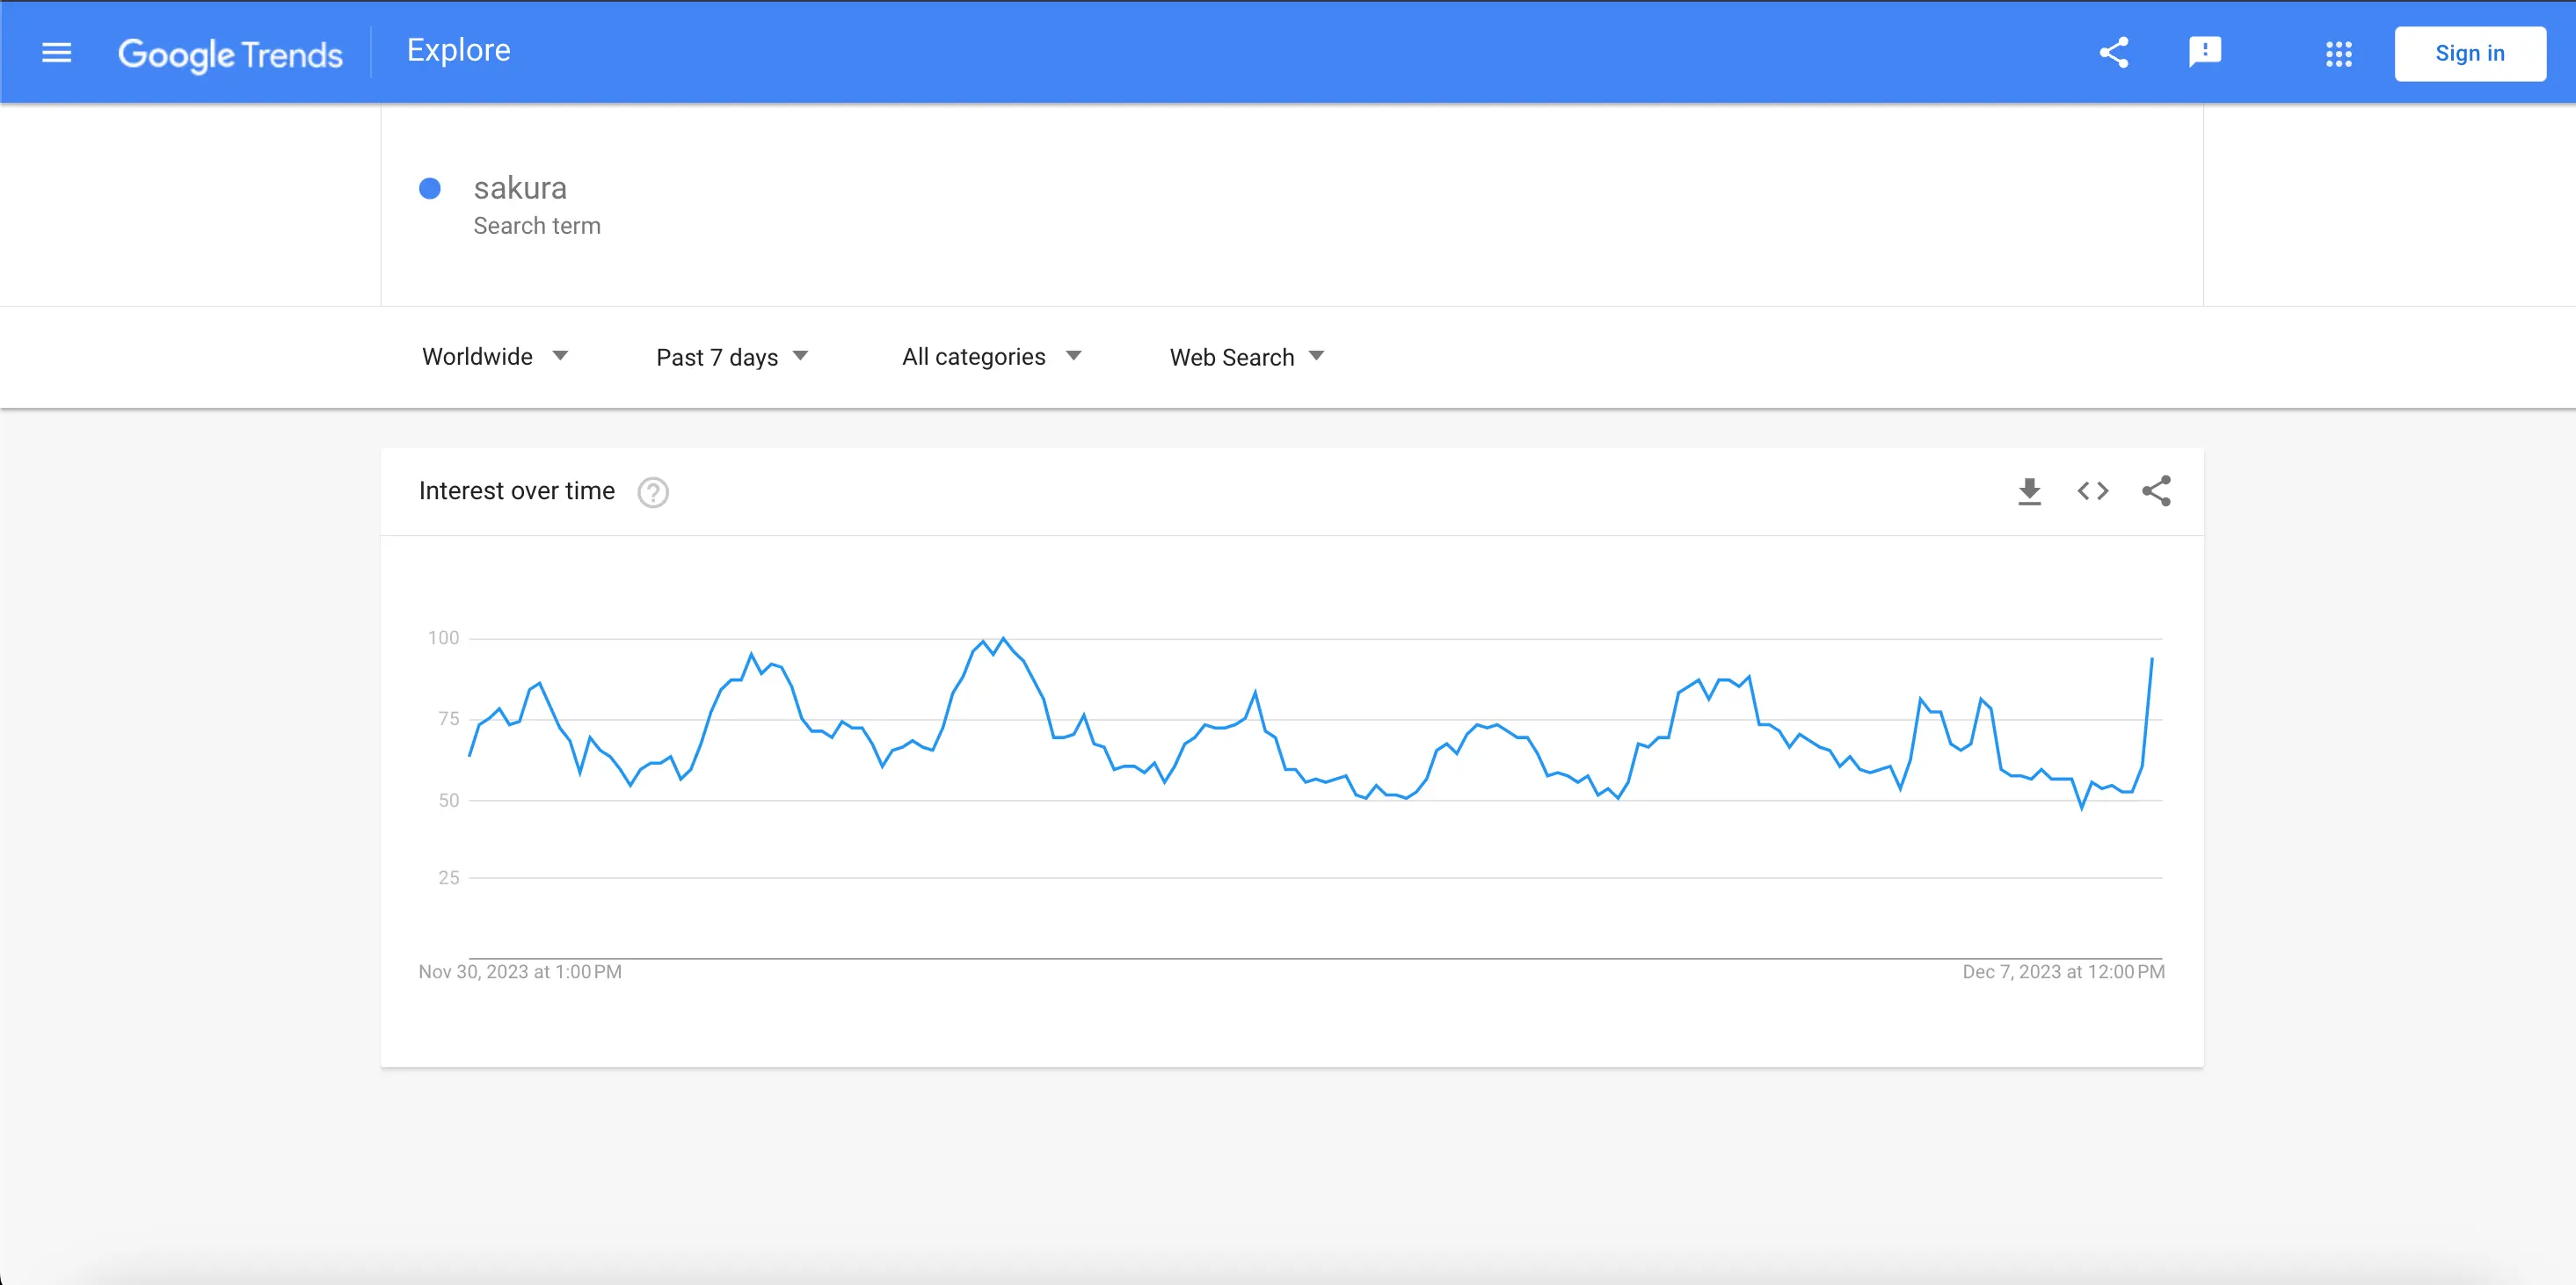 Google Trends Explore Sign in
sakura
Search term
Worldwide Past 7 days All categories Web Search
Interest over time ?
100
75
50
25
Nov 30, 2023 at 1:00 PM Dec 7, 2023 at 12:00 PM